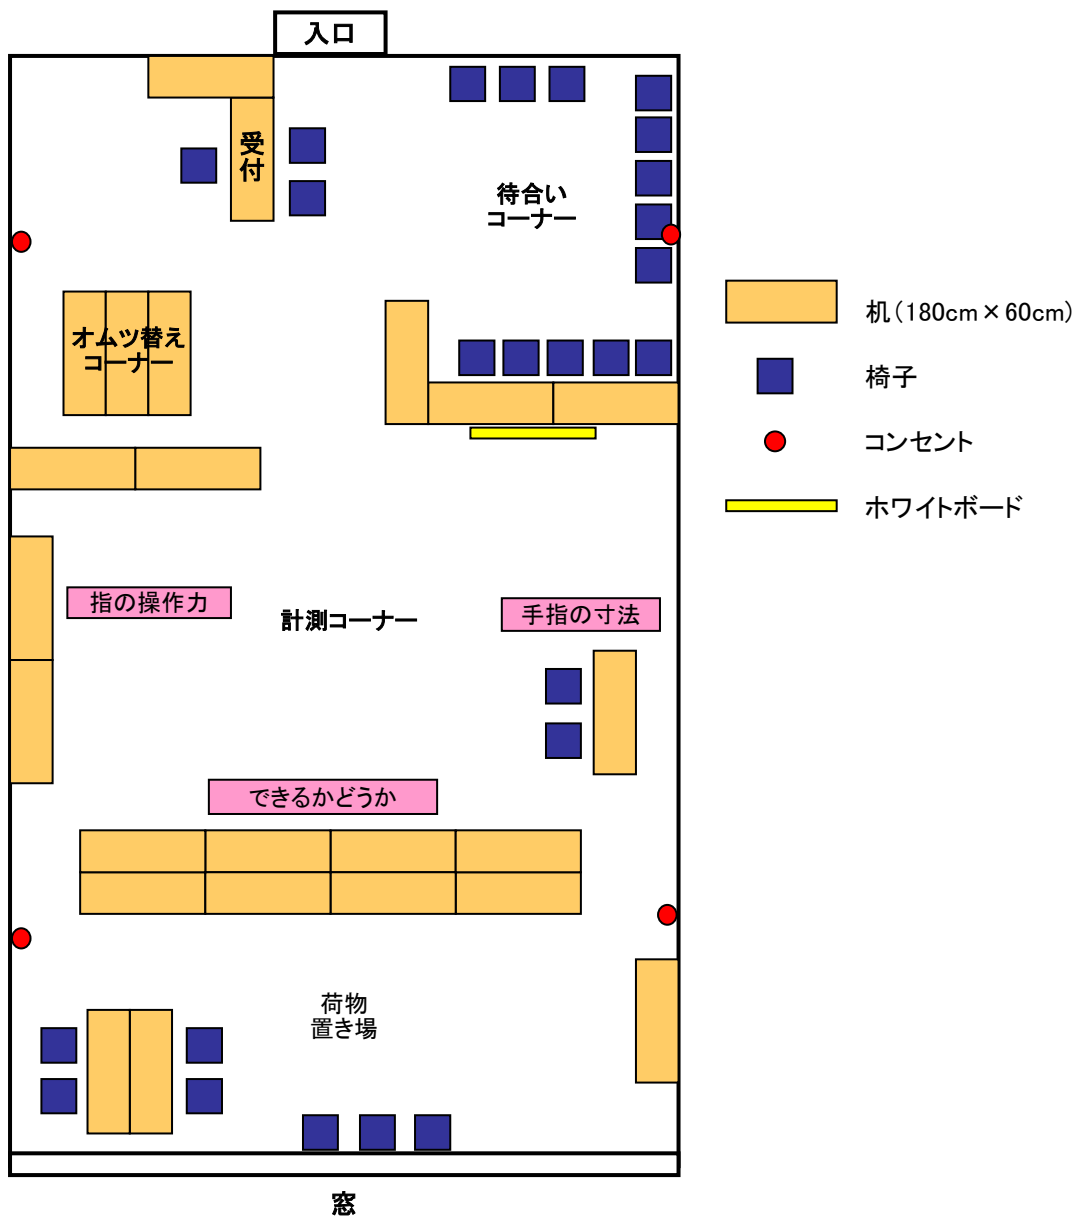 入口
受
付
待合い
コーナー
オムツ替え
コーナー
机(180cm×60cm)
椅子
コンセント
ホワイトボード
指の操作力
計測コーナー
手指の寸法
できるかどうか
荷物
置き場
窓